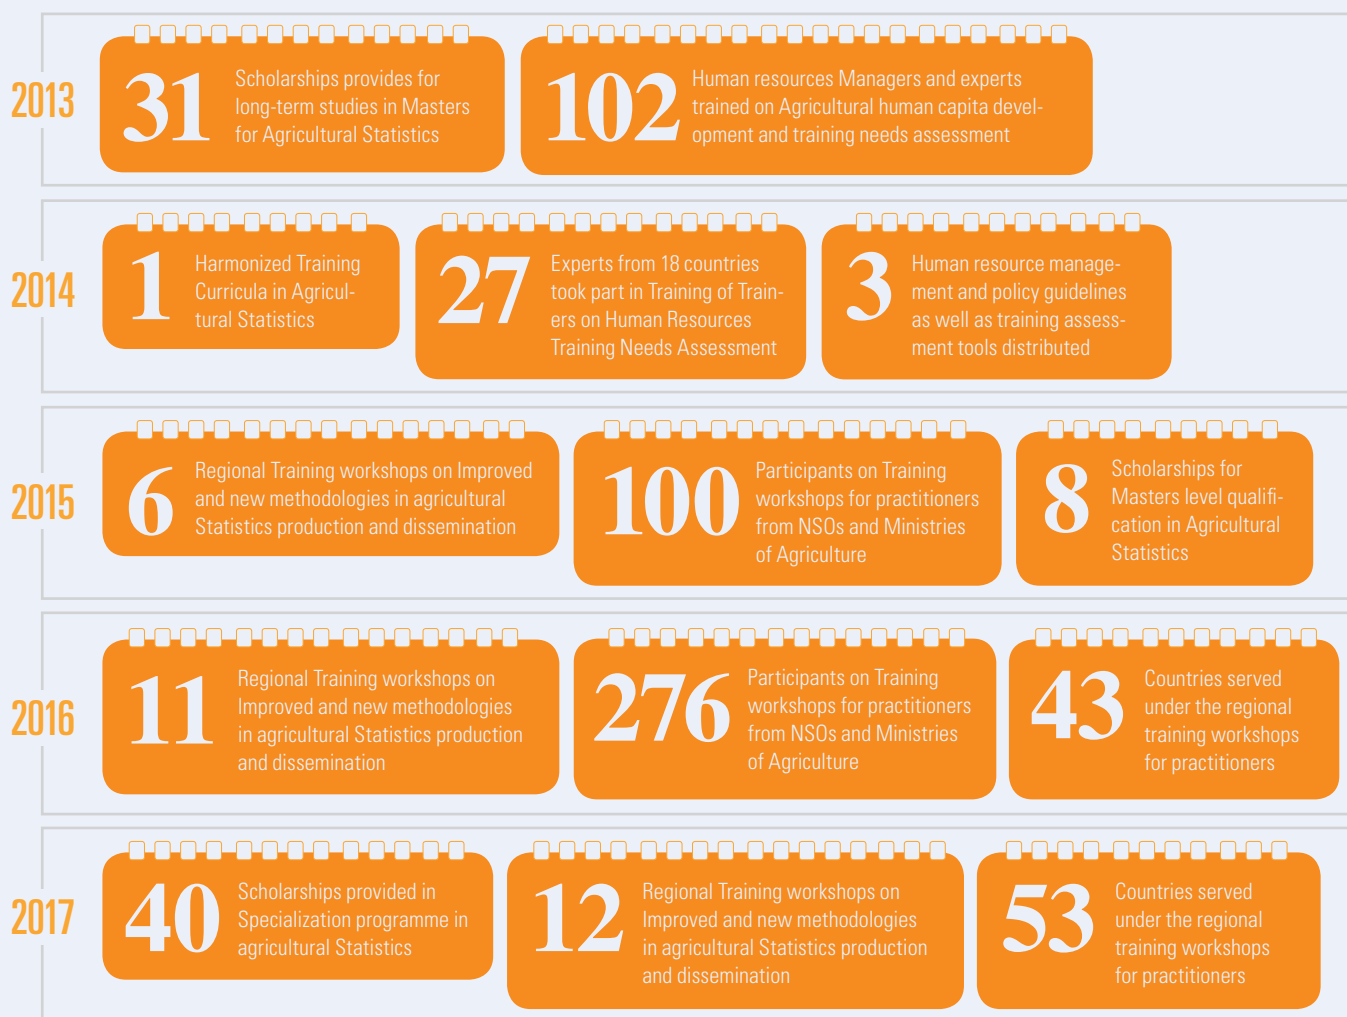 2013
31
Scholarships provides for
long-term studies in Masters
for Agricultural Statistics
102
Human resources Managers and experts
trained on Agricultural human capita devel-
opment and training needs assessment
2014
1
Harmonized Training
Curricula in Agricul-
tural Statistics
27
Experts from 18 countries
took part in Training of Train-
ers on Human Resources
Training Needs Assessment
3
Human resource manage-
ment and policy guidelines
as well as training assess-
ment tools distributed
2015
6
Regional Training workshops on Improved
and new methodologies in agricultural
Statistics production and dissemination
100
Participants on Training
workshops for practitioners
from NSOs and Ministries
of Agriculture
8
Scholarships for
Masters level qualifi-
cation in Agricultural
Statistics
2016
11
Regional Training workshops on
Improved and new methodologies
in agricultural Statistics production
and dissemination
276
Participants on Training
workshops for practitioners
from NSOs and Ministries
of Agriculture
43
Countries served
under the regional
training workshops
for practitioners
2017
40
Scholarships provided in
Specialization programme in
agricultural Statistics
12
Regional Training workshops on
Improved and new methodologies
in agricultural Statistics production
and dissemination
53
Countries served
under the regional
training workshops
for practitioners